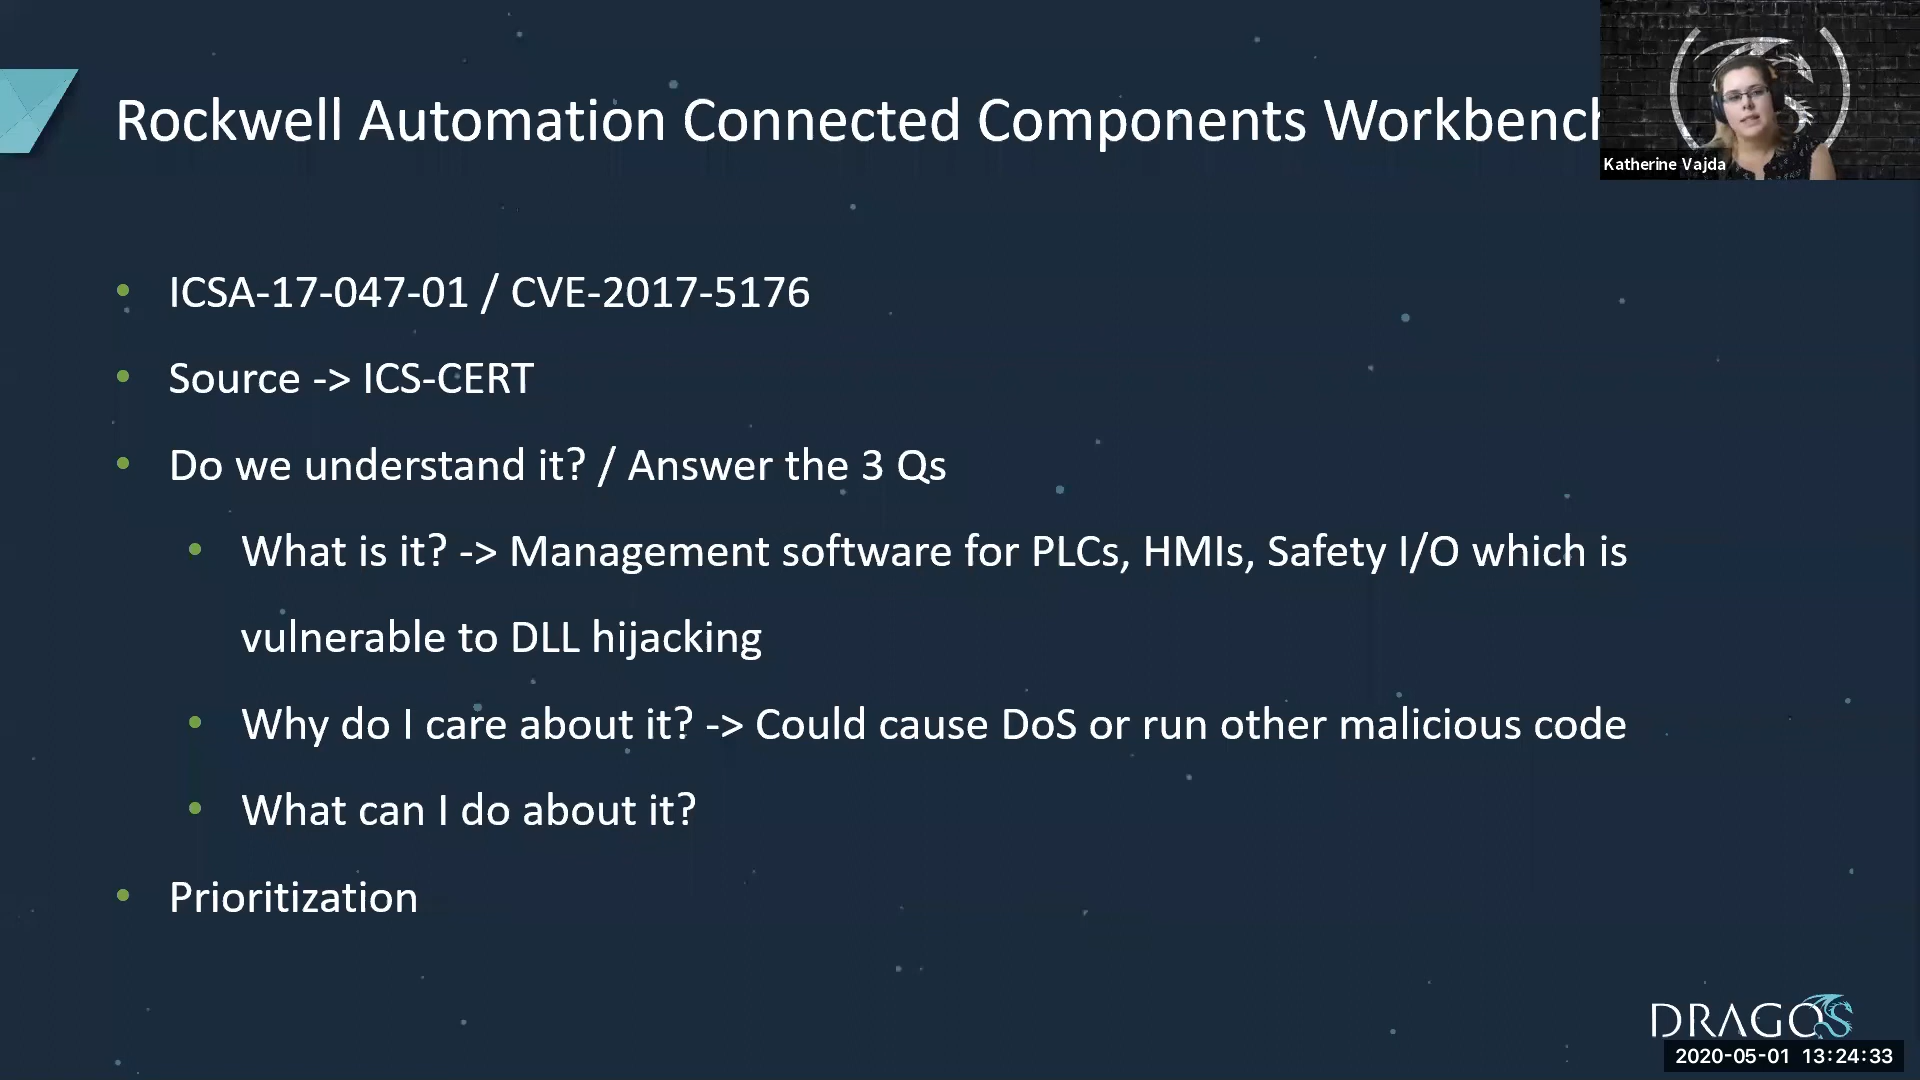 Rockwell Automation Connected Components Workbench
Katherine Vajda
• ICSA-17-047-01 / CVE-2017-5176
• Source -> ICS-CERT
• Do we understand it? / Answer the 3 Qs
• What is it? -> Management software for PLCs, HMIs, Safety I/O which is
vulnerable to DLL hijacking
• Why do I care about it? -> Could cause DoS or run other malicious code
• What can I do about it?
• Prioritization
DRAGOS
2020-05-01 13:24:33